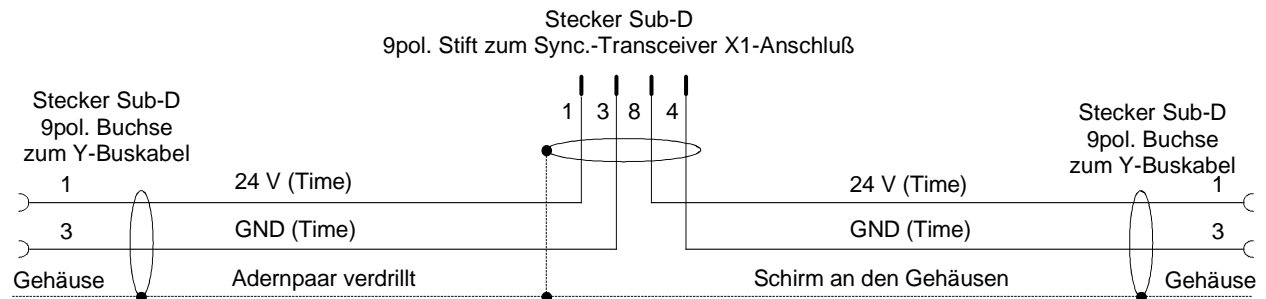 Stecker Sub-D
9pol. Stift zum Sync.-Transceiver X1-Anschluß
1 3 8 4
Stecker Sub-D
9pol. Buchse
zum Y-Buskabel
Stecker Sub-D
9pol. Buchse
zum Y-Buskabel
1 24 V (Time) 24 V (Time) 1
3 GND (Time) GND (Time) 3
Gehäuse Adernpaar verdrillt Schirm an den Gehäusen Gehäuse